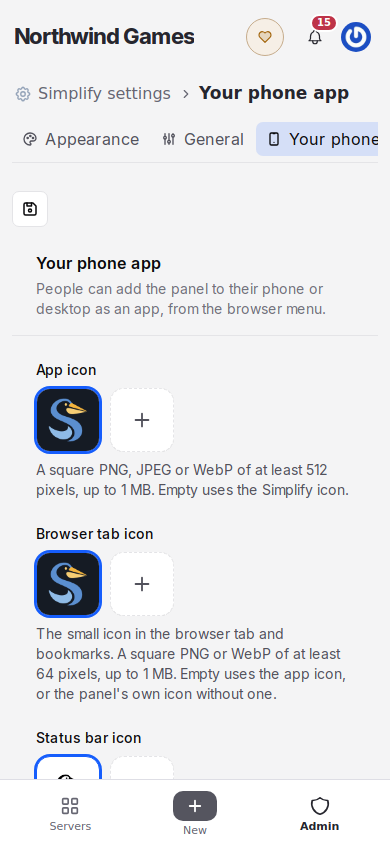 Northwind Games
15
Simplify settings > Your phone app
Appearance
General
Your phone
Your phone app
People can add the panel to their phone or
desktop as an app, from the browser menu.
App icon
A square PNG, JPEG or WebP of at least 512
pixels, up to 1 MB. Empty uses the Simplify icon.
Browser tab icon
The small icon in the browser tab and
bookmarks. A square PNG or WebP of at least
64 pixels, up to 1 MB. Empty uses the app icon,
or the panel's own icon without one.
Status bar icon
Servers
New
Admin